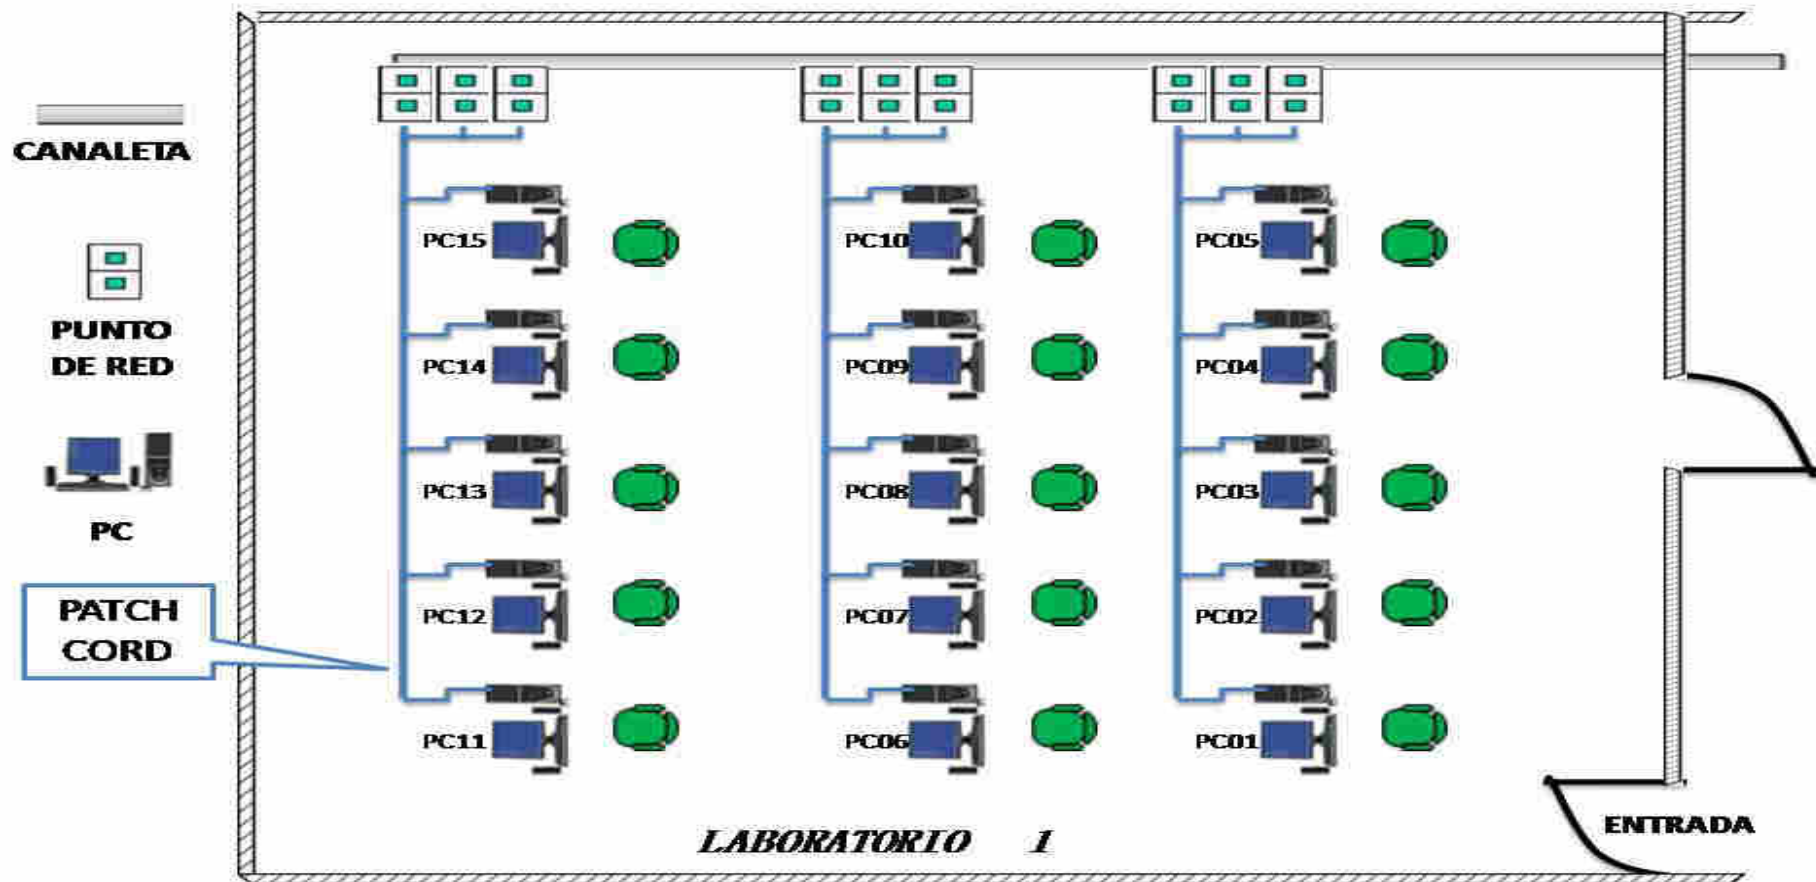 CANALETA
PUNTO
DE RED
PC
PATCH
CORD
PC15
PC14
PC13
PC12
PC11
PC10
PC09
PC08
PC07
PC06
PC05
PC04
PC03
PC02
PC01
LABORATORIO 1
ENTRADA